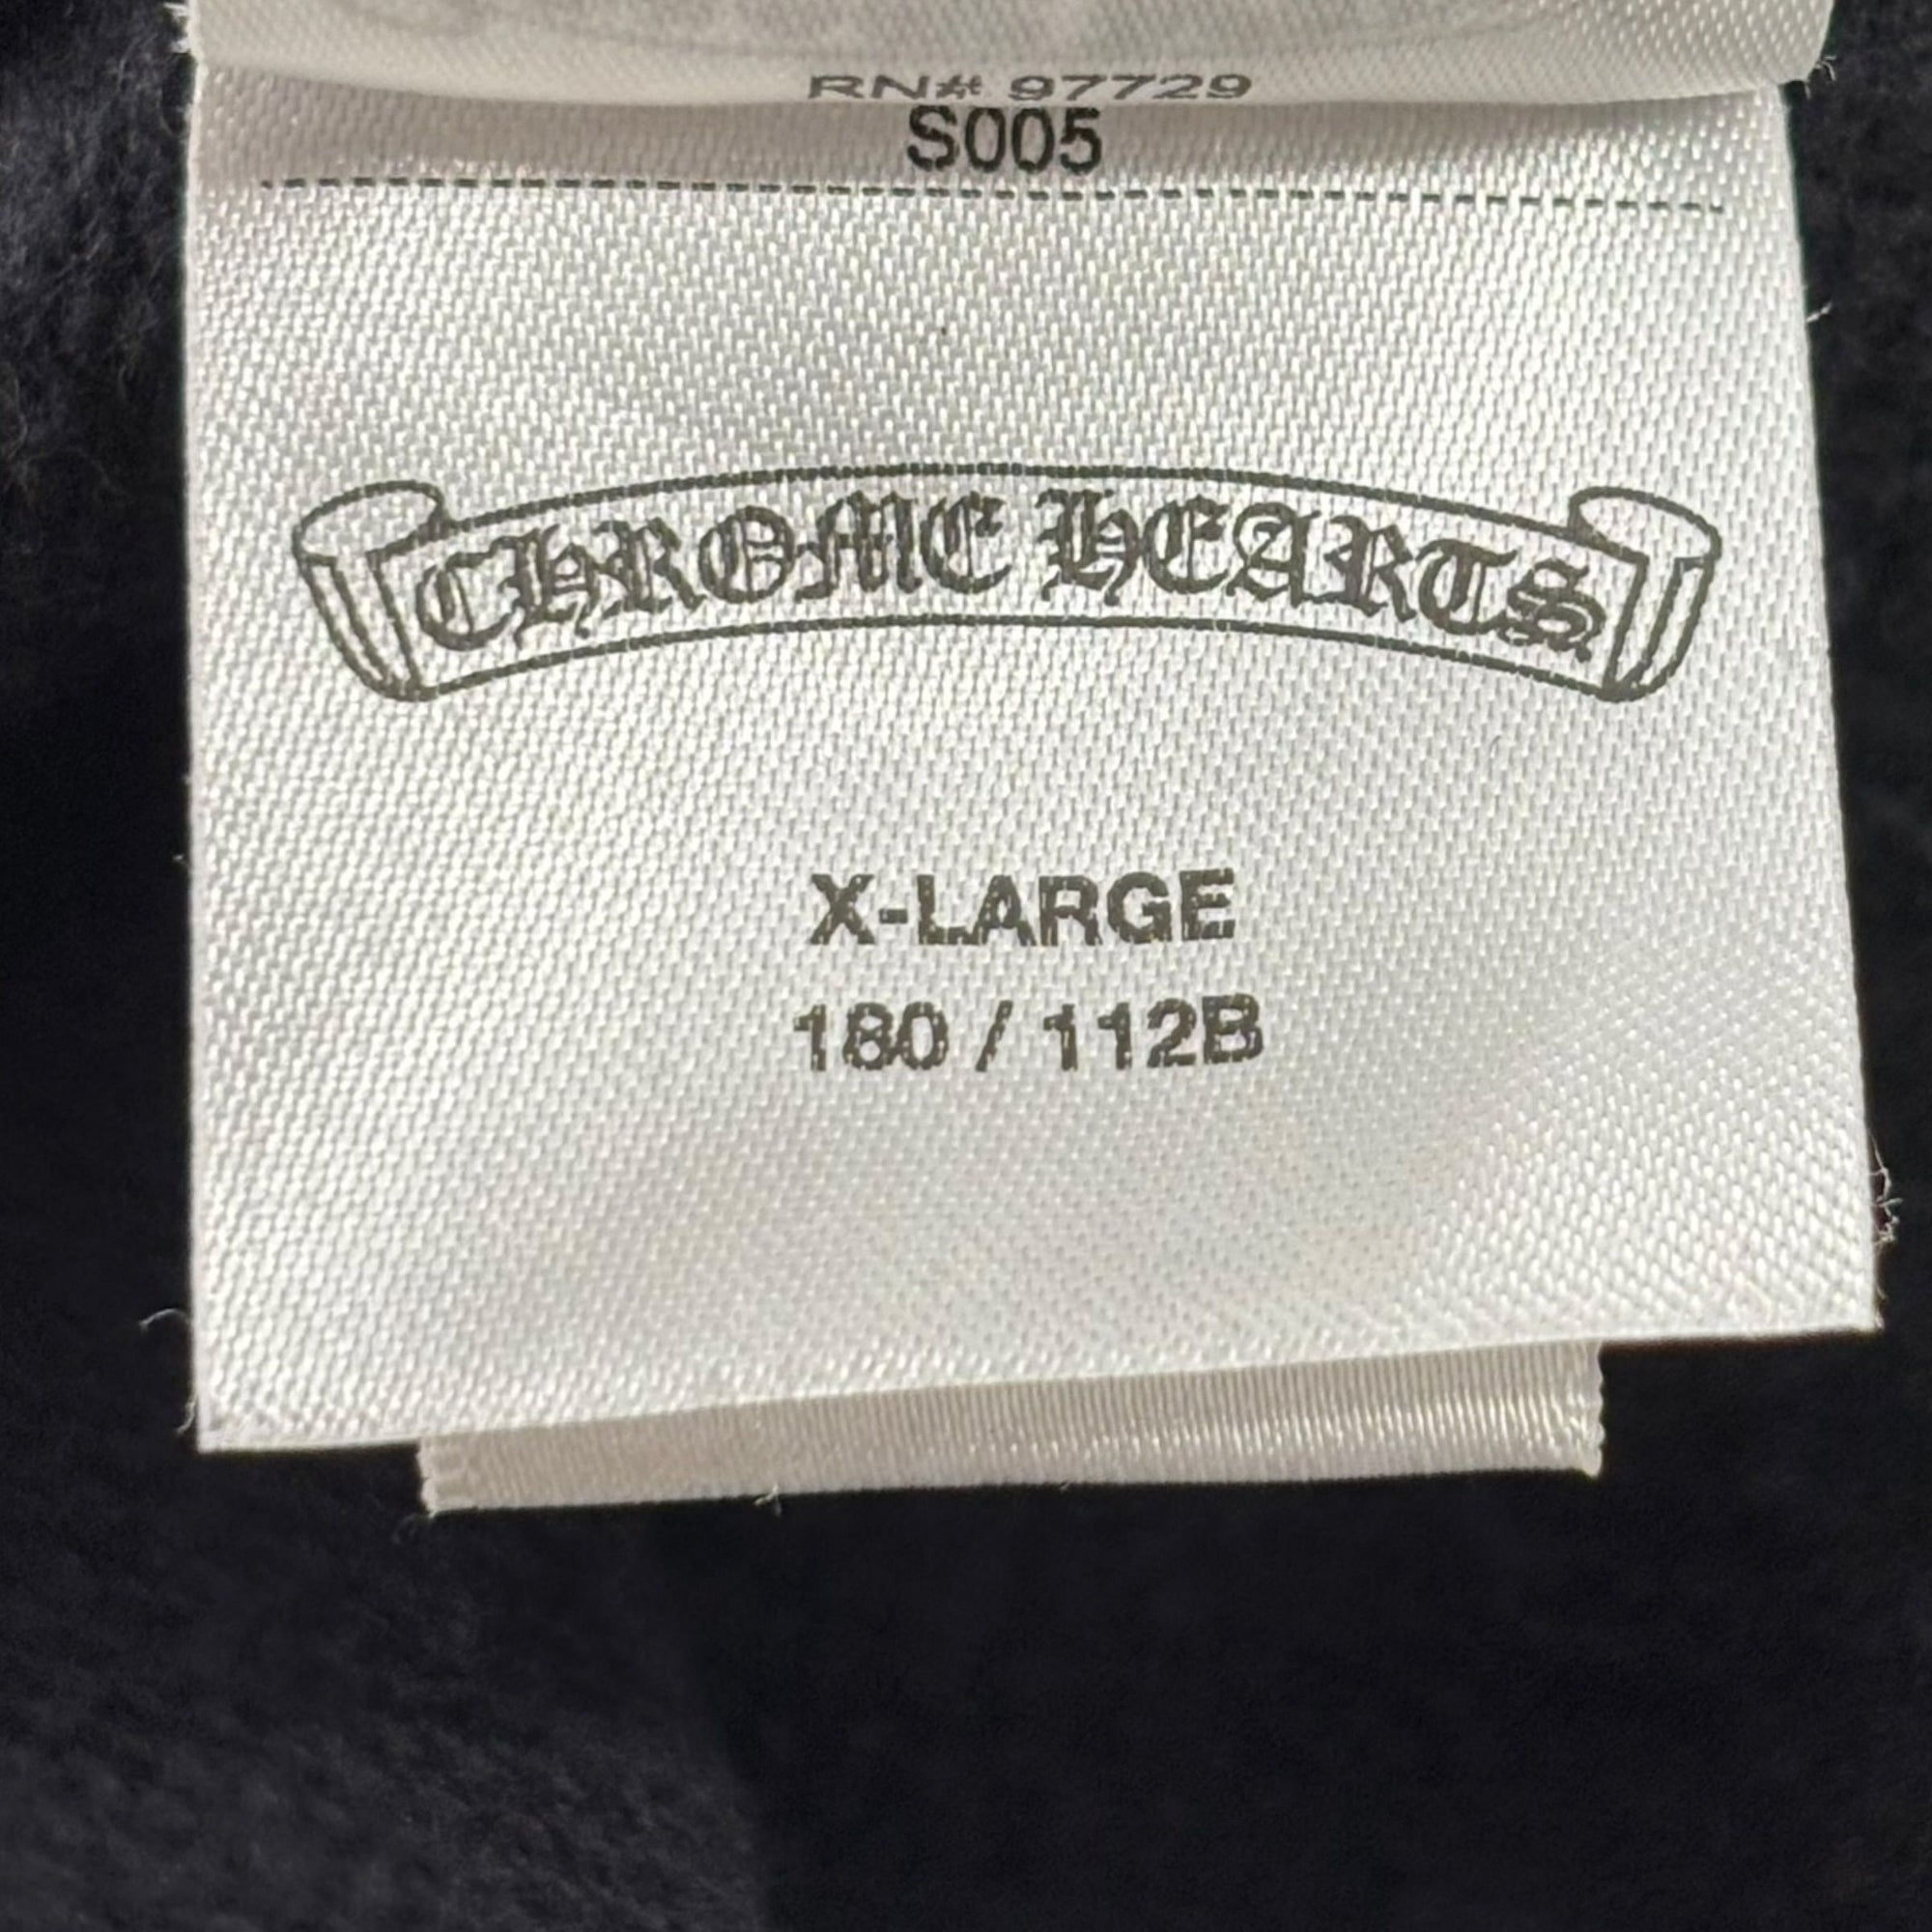 RN# 97729
S005
CHROME HEARTS
X-LARGE
180 / 112B